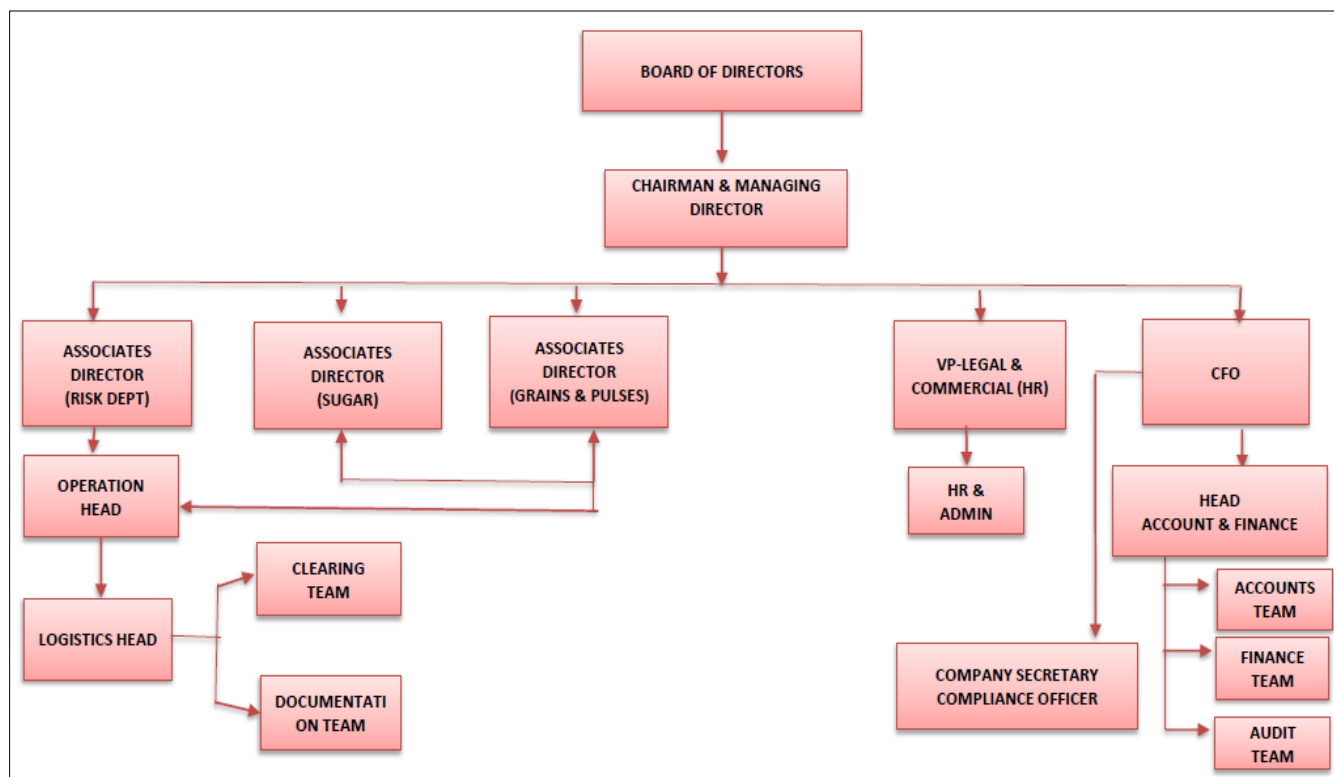 BOARD OF DIRECTORS
CHAIRMAN & MANAGING
DIRECTOR
ASSOCIATES
DIRECTOR
(RISK DEPT)
ASSOCIATES
DIRECTOR
(SUGAR)
ASSOCIATES
DIRECTOR
(GRAINS & PULSES)
VP-LEGAL &
COMMERCIAL (HR)
CFO
OPERATION
HEAD
HR &
ADMIN
HEAD
ACCOUNT & FINANCE
CLEARING
TEAM
ACCOUNTS
TEAM
LOGISTICS HEAD
FINANCE
TEAM
COMPANY SECRETARY
COMPLIANCE OFFICER
DOCUMENTATI
ON TEAM
AUDIT
TEAM